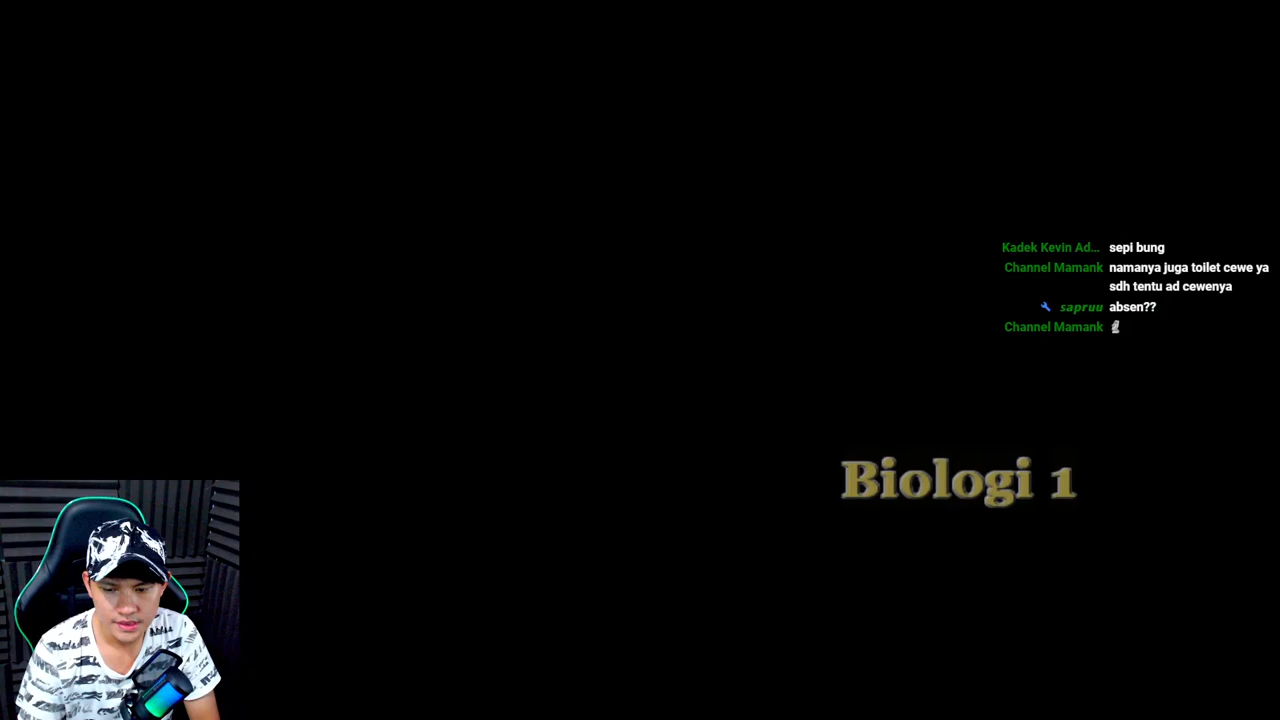 Kadek Kevin Ad… sepi bung
Channel Mamank namanya juga toilet cewe ya
sdh tentu ad cewenya
sapruu absen??
Channel Mamank 🗿
Biologi 1